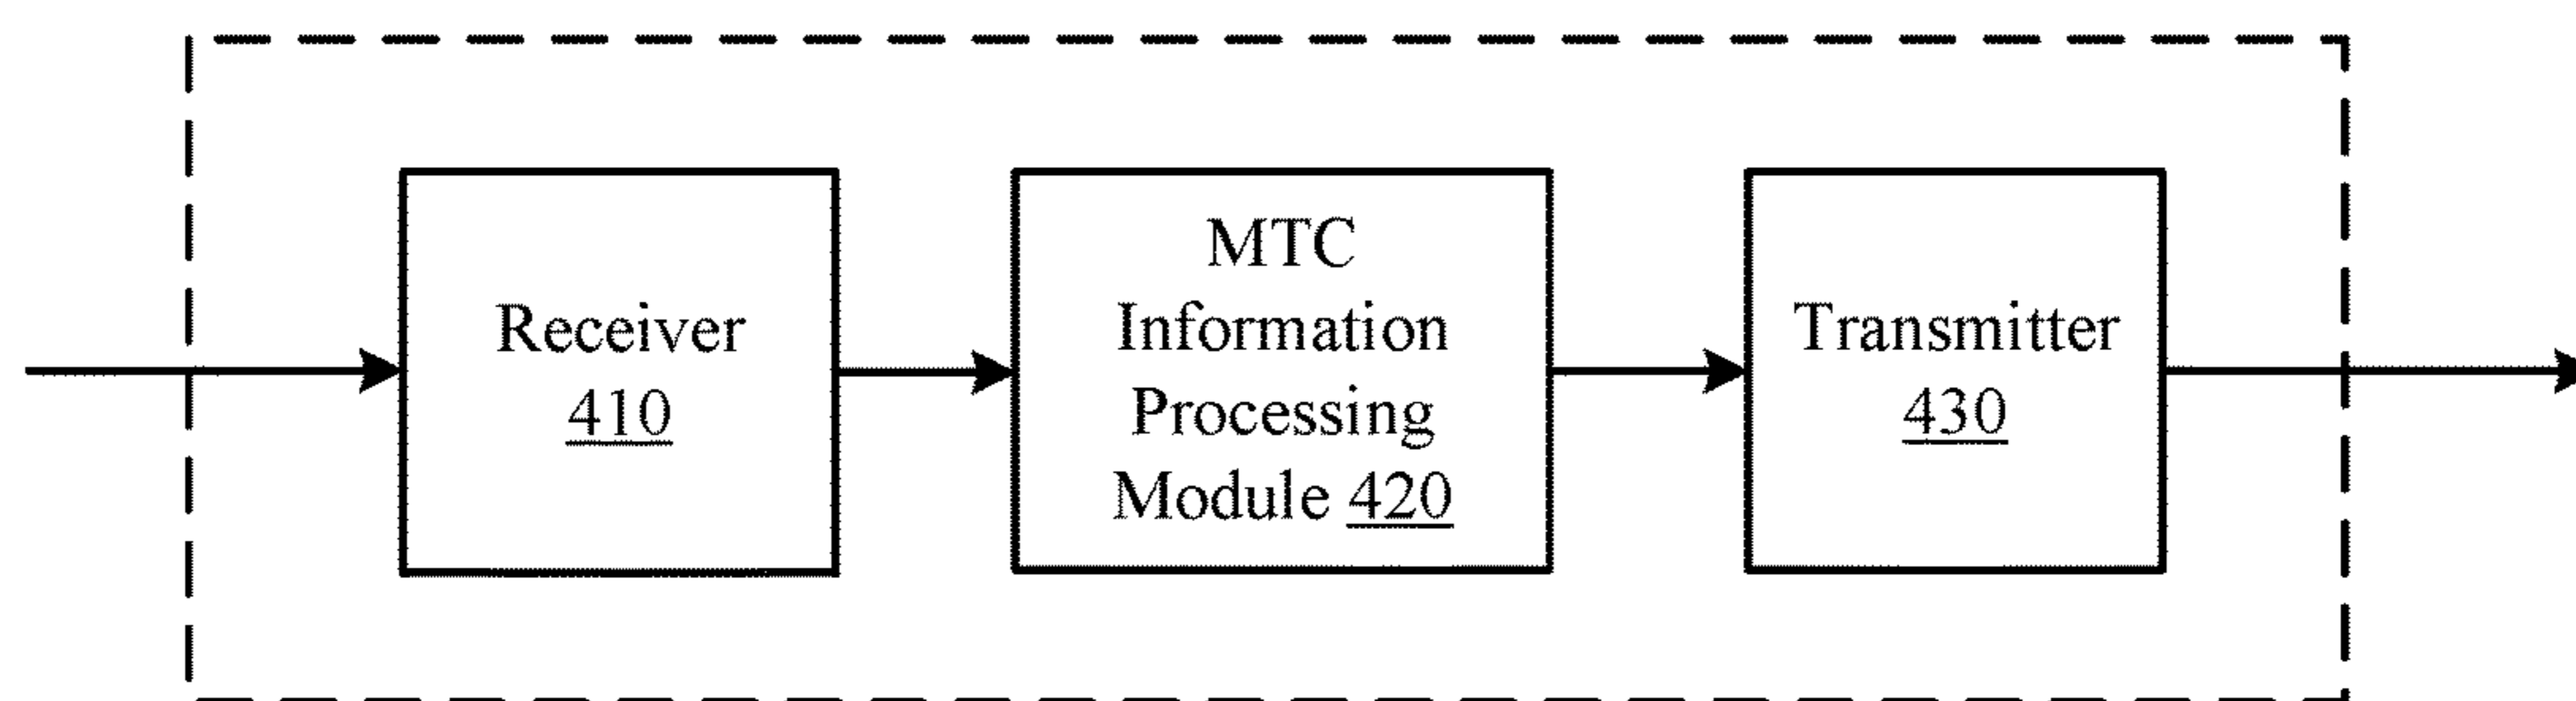 Receiver
410
MTC
Information
Processing
Module 420
Transmitter
430